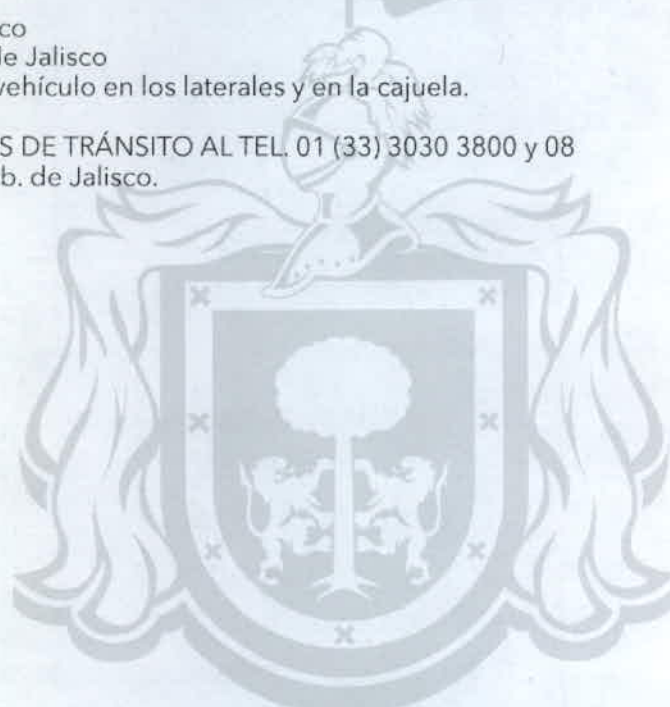 co
de Jalisco
vehículo en los laterales y en la cajuela.
S DE TRÁNSITO AL TEL. 01 (33) 3030 3800 y 08
b. de Jalisco.